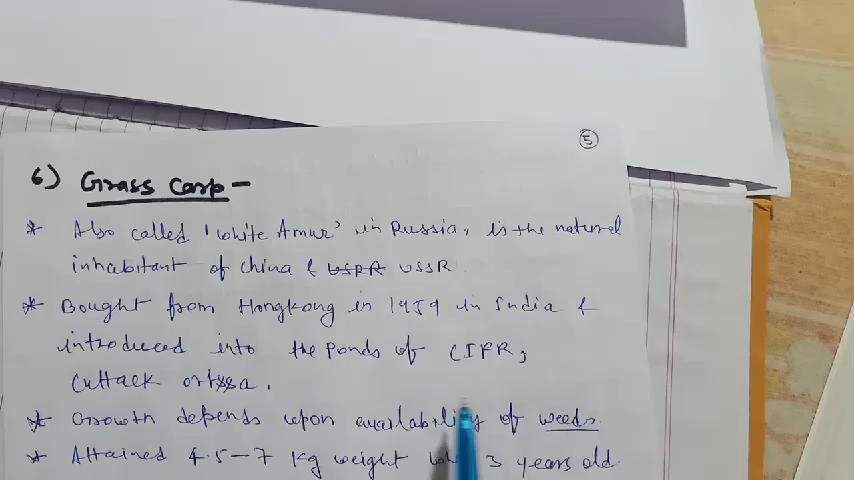 5
6) Grass Carp -
* Also called 'White Amur' in Russia, is the natural
inhabitant of China & USPR USSR.
* Bought from Hongkong in 1959 in India &
introduced into the Ponds of CIFR,
Cuttack orissa.
* Growth depends upon availability of weeds.
* Attained 4.5-7 Kg weight 3 years old.